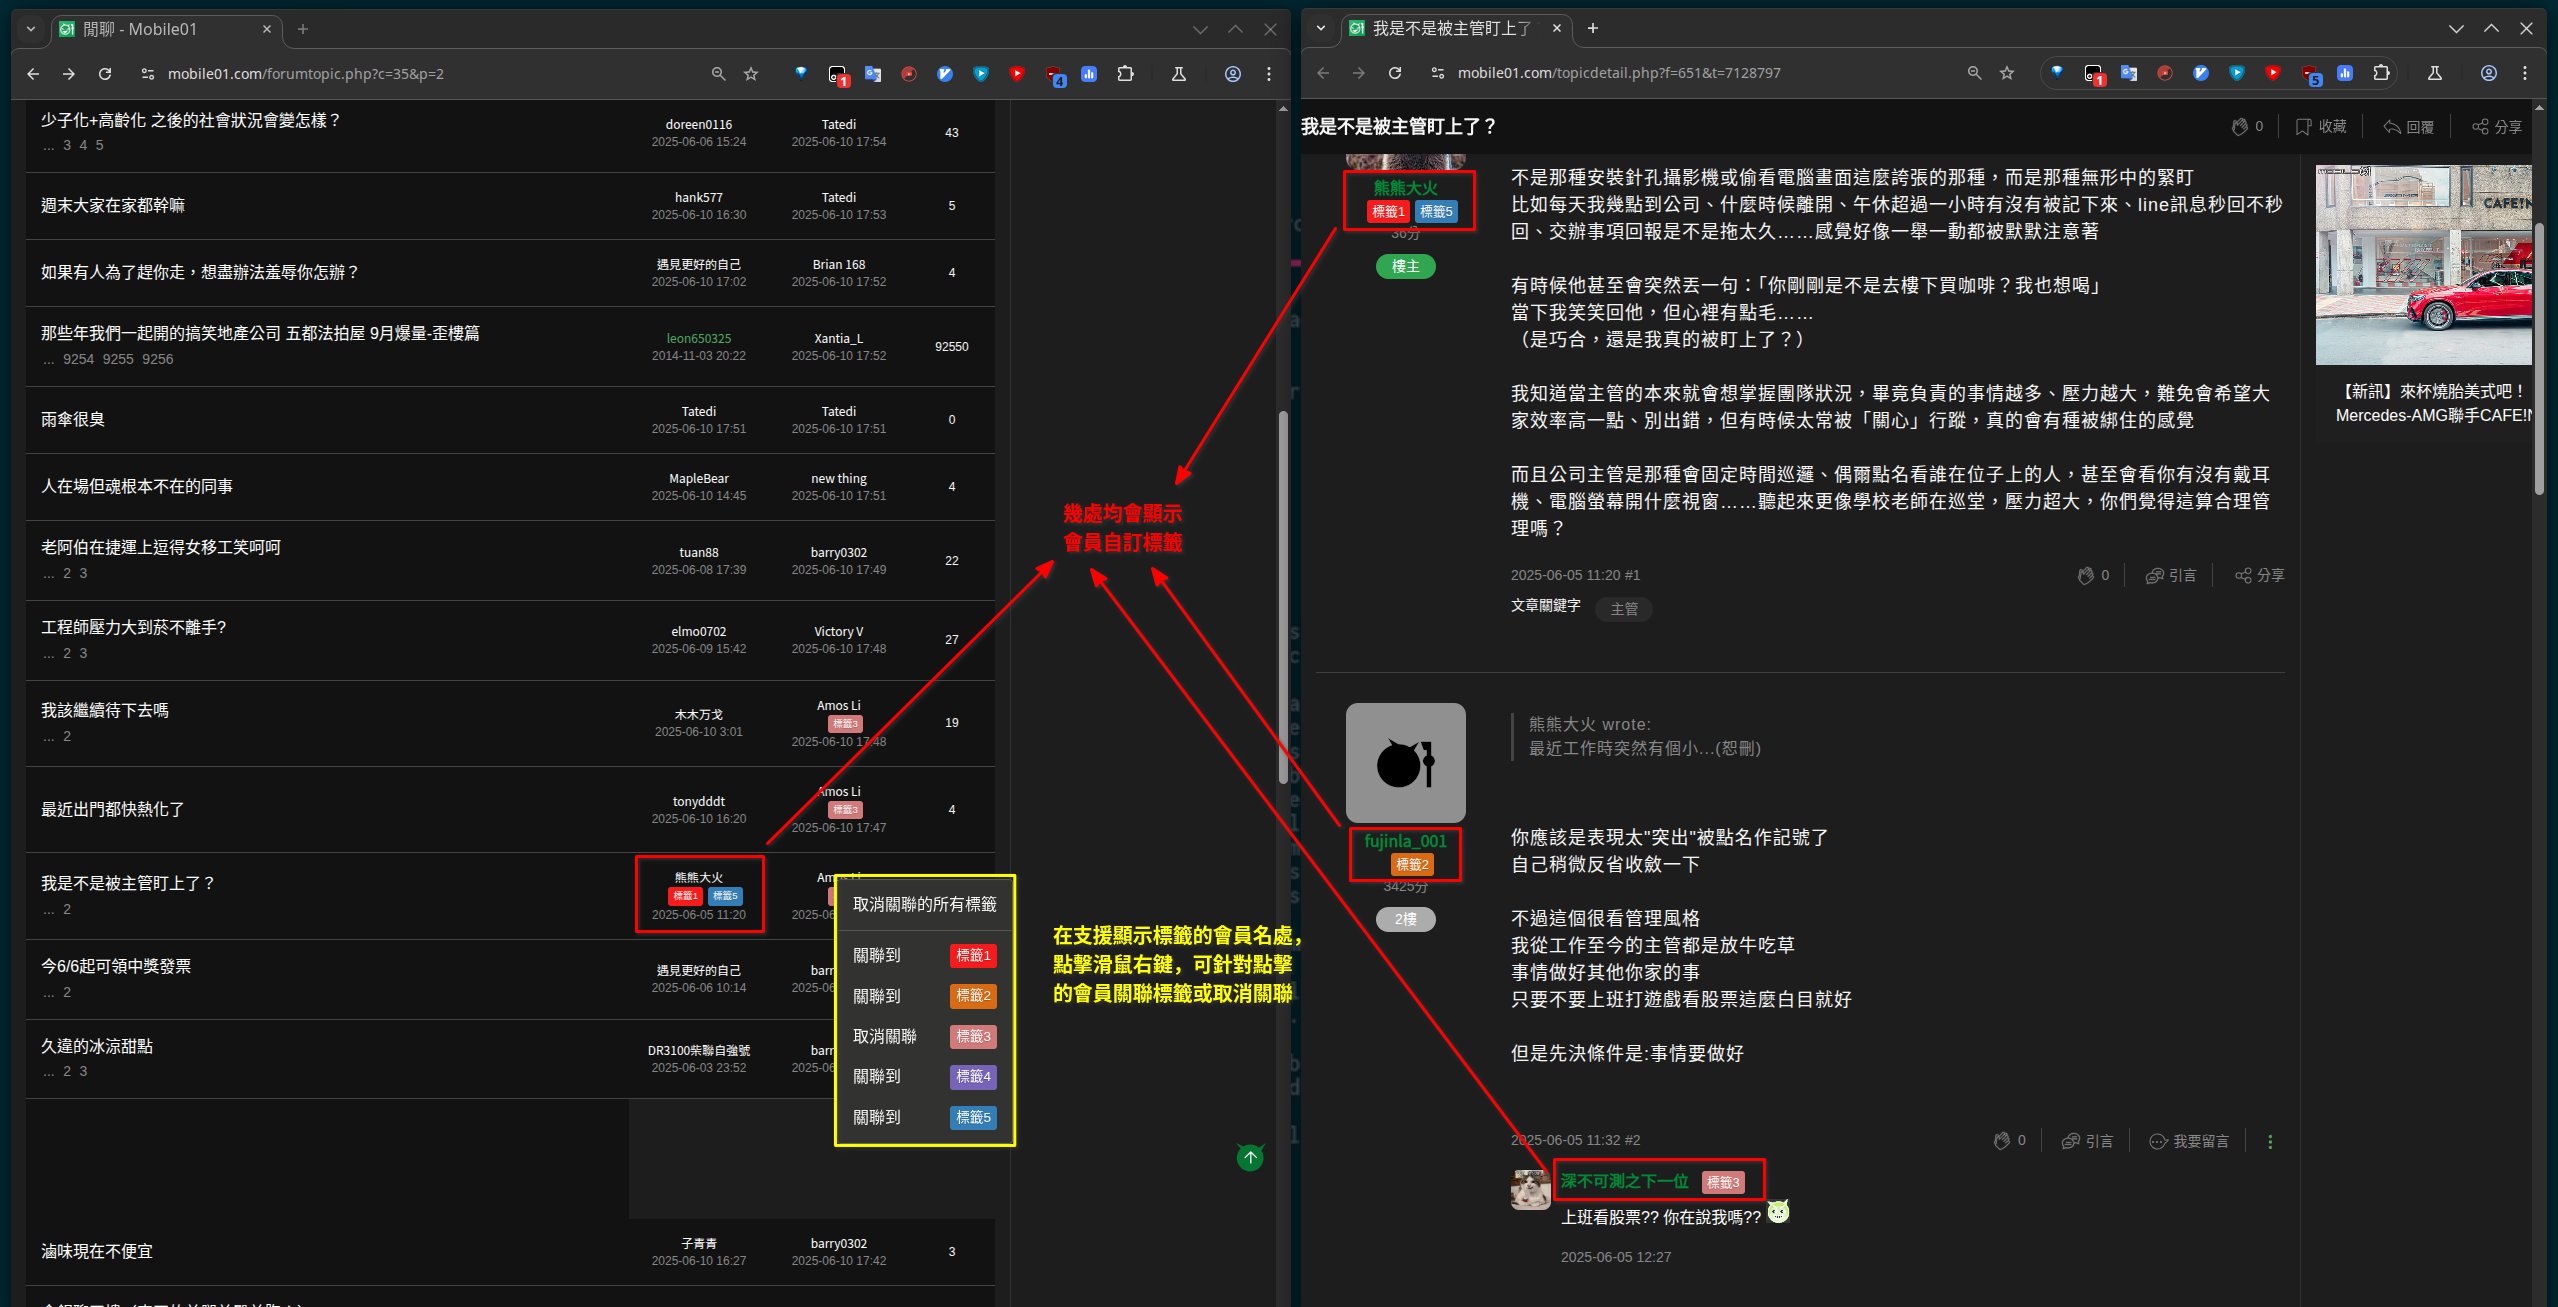 閒聊 - Mobile01
mobile01.com/forumtopic.php?c=35&p=2
1
4
少子化+高齡化 之後的社會狀況會變怎樣？
... 3 4 5
doreen0116
2025-06-06 15:24
Tatedi
2025-06-10 17:54
43
週末大家在家都幹嘛
hank577
2025-06-10 16:30
Tatedi
2025-06-10 17:53
5
如果有人為了趕你走，想盡辦法羞辱你怎辦？
遇見更好的自己
2025-06-10 17:02
Brian 168
2025-06-10 17:52
4
那些年我們一起開的搞笑地產公司 五都法拍屋 9月爆量-歪樓篇
... 9254 9255 9256
leon650325
2014-11-03 20:22
Xantia_L
2025-06-10 17:52
92550
雨傘很臭
Tatedi
2025-06-10 17:51
Tatedi
2025-06-10 17:51
0
人在場但魂根本不在的同事
MapleBear
2025-06-10 14:45
new thing
2025-06-10 17:51
4
老阿伯在捷運上逗得女移工笑呵呵
... 2 3
tuan88
2025-06-08 17:39
barry0302
2025-06-10 17:49
22
工程師壓力大到菸不離手?
... 2 3
elmo0702
2025-06-09 15:42
Victory V
2025-06-10 17:48
27
我該繼續待下去嗎
... 2
木木万戈
2025-06-10 3:01
Amos Li
標籤3
2025-06-10 17:48
19
最近出門都快熱化了
tonydddt
2025-06-10 16:20
Amos Li
標籤3
2025-06-10 17:47
4
我是不是被主管盯上了？
... 2
熊熊大火
標籤1 標籤5
2025-06-05 11:20
2025-06
今6/6起可領中獎發票
... 2
遇見更好的自己
2025-06-06 10:14
barr
2025-06
久違的冰涼甜點
... 2 3
DR3100柴聯自強號
2025-06-03 23:52
barr
2025-06
滷味現在不便宜
子青青
2025-06-10 16:27
barry0302
2025-06-10 17:42
3
取消關聯的所有標籤
關聯到 標籤1
關聯到 標籤2
取消關聯 標籤3
關聯到 標籤4
關聯到 標籤5
幾處均會顯示
會員自訂標籤
在支援顯示標籤的會員名處，
點擊滑鼠右鍵，可針對點擊
的會員關聯標籤或取消關聯
我是不是被主管盯上了
mobile01.com/topicdetail.php?f=651&t=7128797
1
5
我是不是被主管盯上了？
0 收藏 回覆 分享
熊熊大火
標籤1 標籤5
36分
樓主
不是那種安裝針孔攝影機或偷看電腦畫面這麼誇張的那種，而是那種無形中的緊盯
比如每天我幾點到公司、什麼時候離開、午休超過一小時有沒有被記下來、line訊息秒回不秒
回、交辦事項回報是不是拖太久……感覺好像一舉一動都被默默注意著
有時候他甚至會突然丟一句：「你剛剛是不是去樓下買咖啡？我也想喝」
當下我笑笑回他，但心裡有點毛……
（是巧合，還是我真的被盯上了？）
我知道當主管的本來就會想掌握團隊狀況，畢竟負責的事情越多、壓力越大，難免會希望大
家效率高一點、別出錯，但有時候太常被「關心」行蹤，真的會有種被綁住的感覺
而且公司主管是那種會固定時間巡邏、偶爾點名看誰在位子上的人，甚至會看你有沒有戴耳
機、電腦螢幕開什麼視窗……聽起來更像學校老師在巡堂，壓力超大，你們覺得這算合理管
理嗎？
2025-06-05 11:20 #1
0 引言 分享
文章關鍵字 主管
CAFE!N
【新訊】來杯燒胎美式吧！
Mercedes-AMG聯手CAFE!N
fujinla_001
標籤2
3425分
2樓
熊熊大火 wrote:
最近工作時突然有個小...(恕刪)
你應該是表現太"突出"被點名作記號了
自己稍微反省收斂一下
不過這個很看管理風格
我從工作至今的主管都是放牛吃草
事情做好其他你家的事
只要不要上班打遊戲看股票這麼白目就好
但是先決條件是:事情要做好
2025-06-05 11:32 #2
0 引言 我要留言
深不可測之下一位 標籤3
上班看股票?? 你在說我嗎??
2025-06-05 12:27